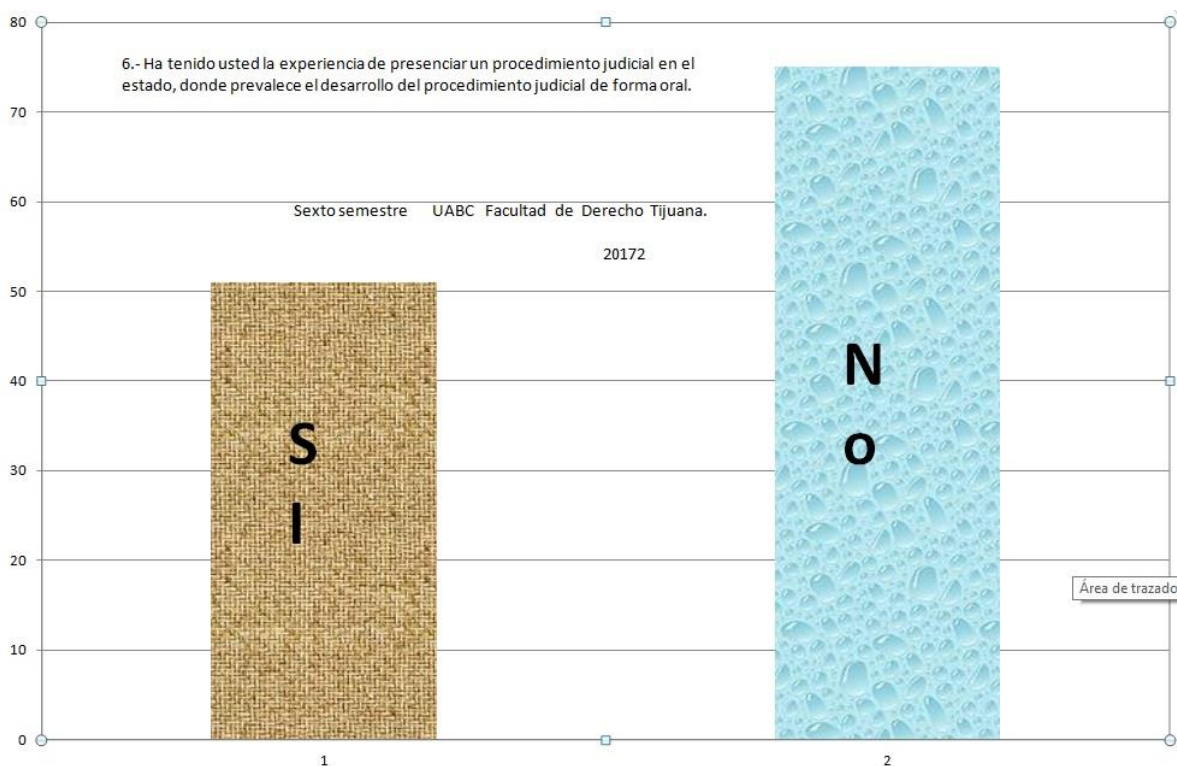 80
6.- Ha tenido usted la experiencia de presenciar un procedimiento judicial en el
estado, donde prevalece el desarrollo del procedimiento judicial de forma oral.
70
60
Sexto semestre UABC Facultad de Derecho Tijuana.
20172
50
40
N
o
S
I
30
20
Área de trazado
10
0
1
2